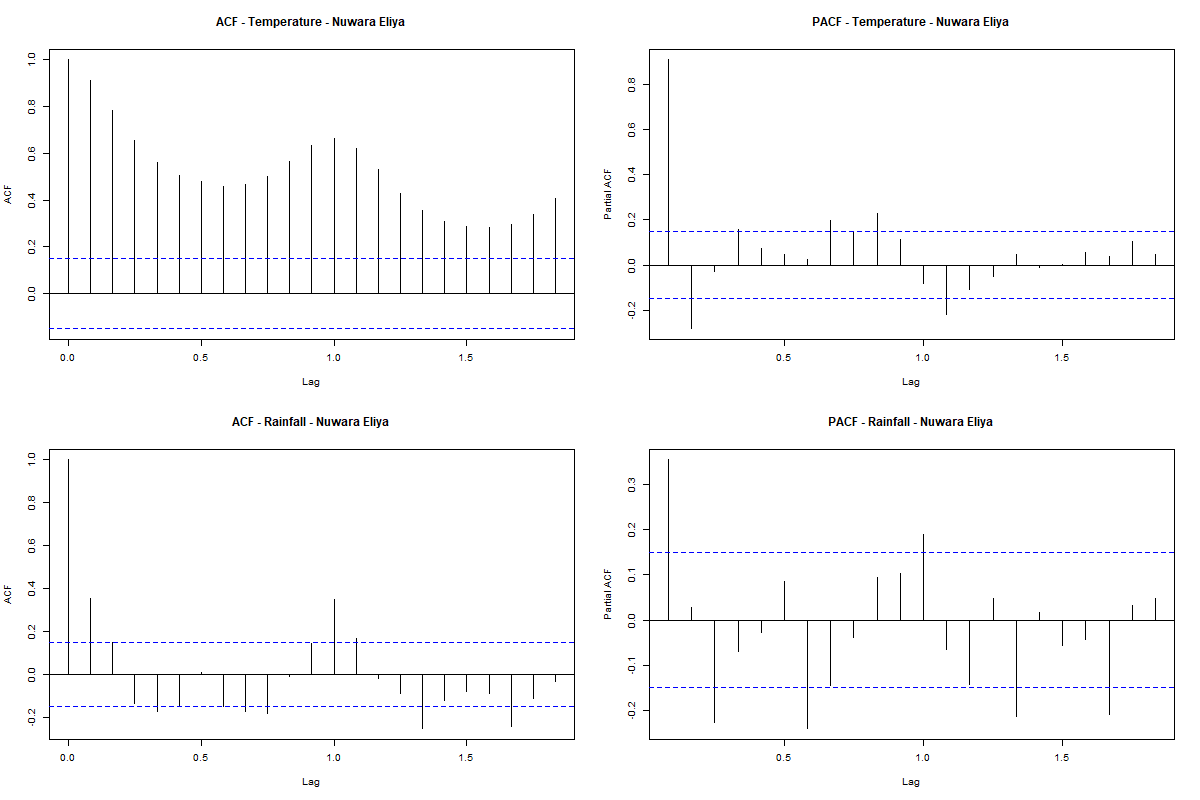 ACF - Temperature - Nuwara Eliya
ACF
1.0
0.8
0.6
0.4
0.2
0.0
0.0 0.5 1.0 1.5
Lag
PACF - Temperature - Nuwara Eliya
Partial ACF
0.8
0.6
0.4
0.2
0.0
-0.2
0.5 1.0 1.5
Lag
ACF - Rainfall - Nuwara Eliya
ACF
1.0
0.8
0.6
0.4
0.2
0.0
-0.2
0.0 0.5 1.0 1.5
Lag
PACF - Rainfall - Nuwara Eliya
Partial ACF
0.3
0.2
0.1
0.0
-0.1
-0.2
0.5 1.0 1.5
Lag